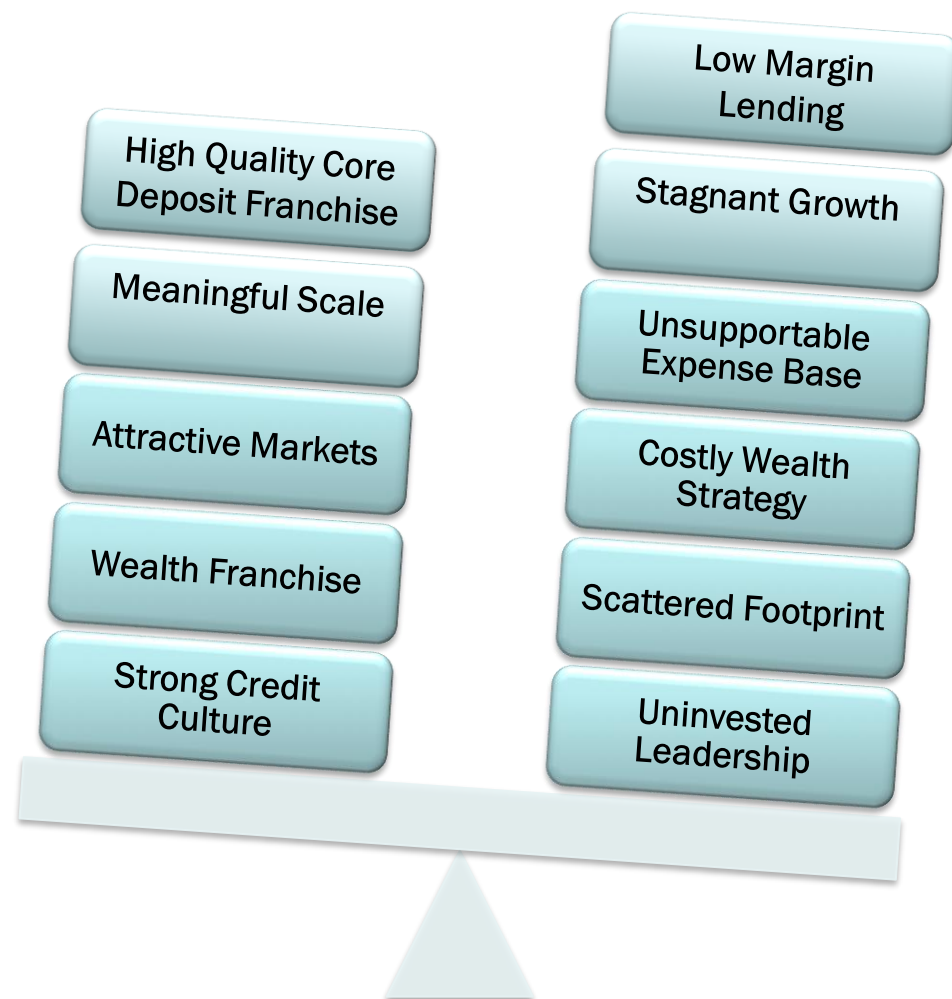 High Quality Core
Deposit Franchise
Meaningful Scale
Attractive Markets
Wealth Franchise
Strong Credit
Culture
Low Margin
Lending
Stagnant Growth
Unsupportable
Expense Base
Costly Wealth
Strategy
Scattered Footprint
Uninvested
Leadership